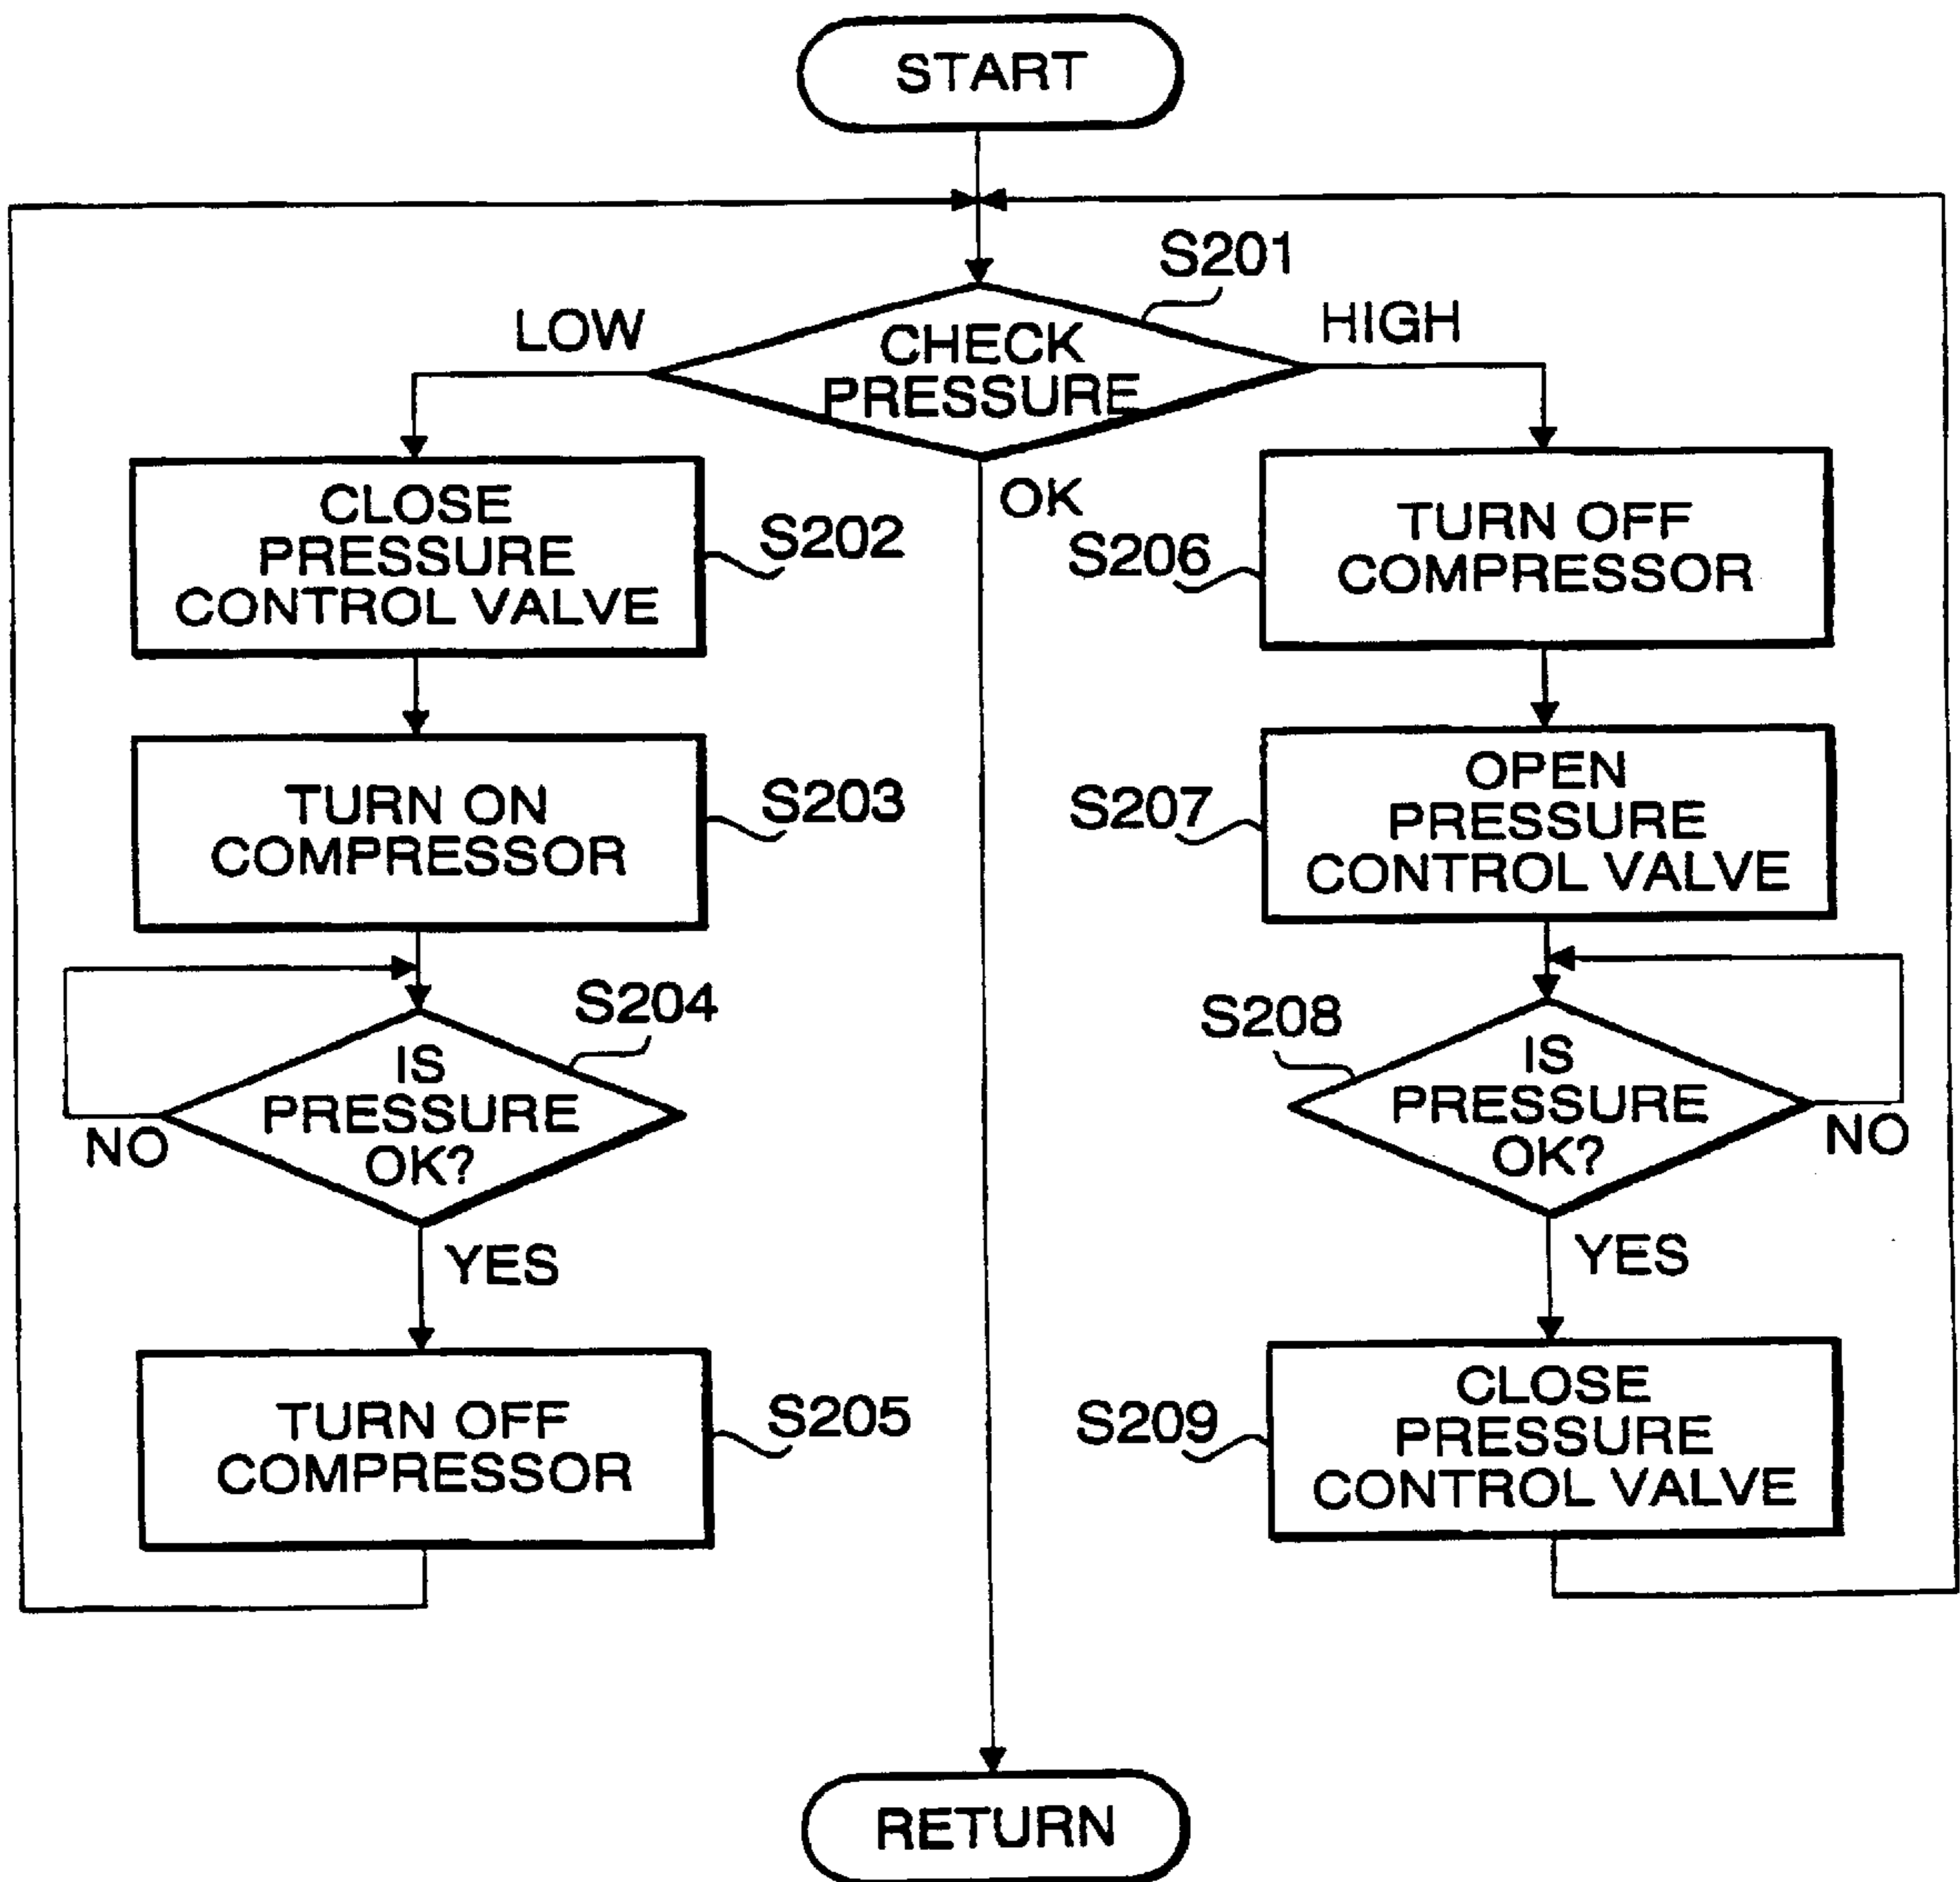 START
S201
LOW
HIGH
CHECK
PRESSURE
OK
CLOSE
PRESSURE
CONTROL VALVE
S202
S206
TURN OFF
COMPRESSOR
TURN ON
COMPRESSOR
S203
S207
OPEN
PRESSURE
CONTROL VALVE
S204
IS
PRESSURE
OK?
NO
YES
S208
IS
PRESSURE
OK?
NO
YES
TURN OFF
COMPRESSOR
S205
S209
CLOSE
PRESSURE
CONTROL VALVE
RETURN